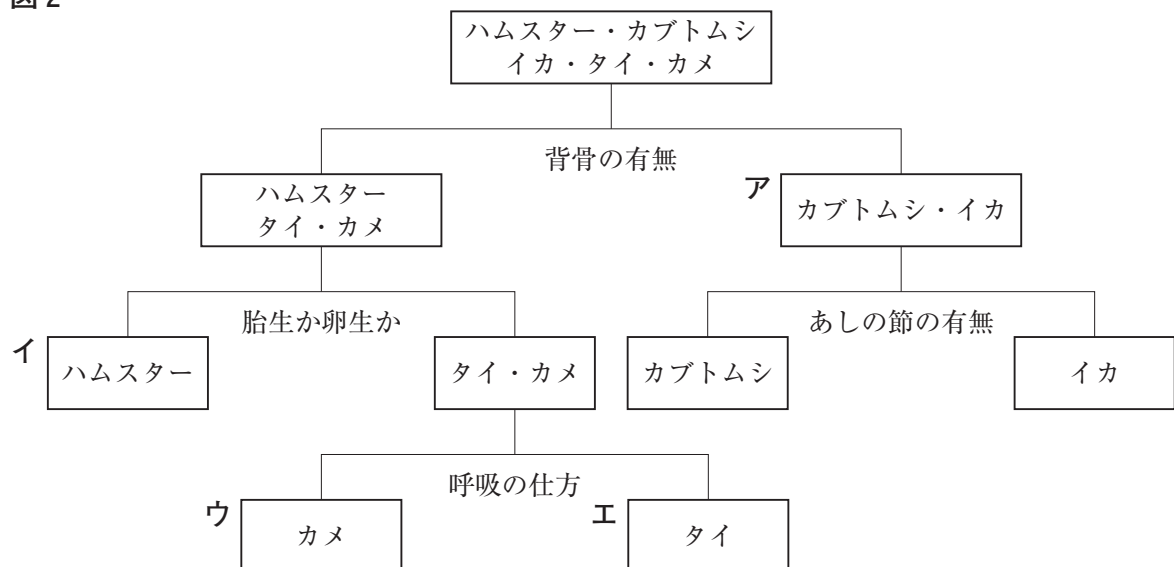 図2
ハムスター・カブトムシ
イカ・タイ・カメ
背骨の有無
ハムスター
タイ・カメ
ア
カブトムシ・イカ
胎生か卵生か
あしの節の有無
イ
ハムスター
タイ・カメ
カブトムシ
イカ
呼吸の仕方
ウ
カメ
エ
タイ